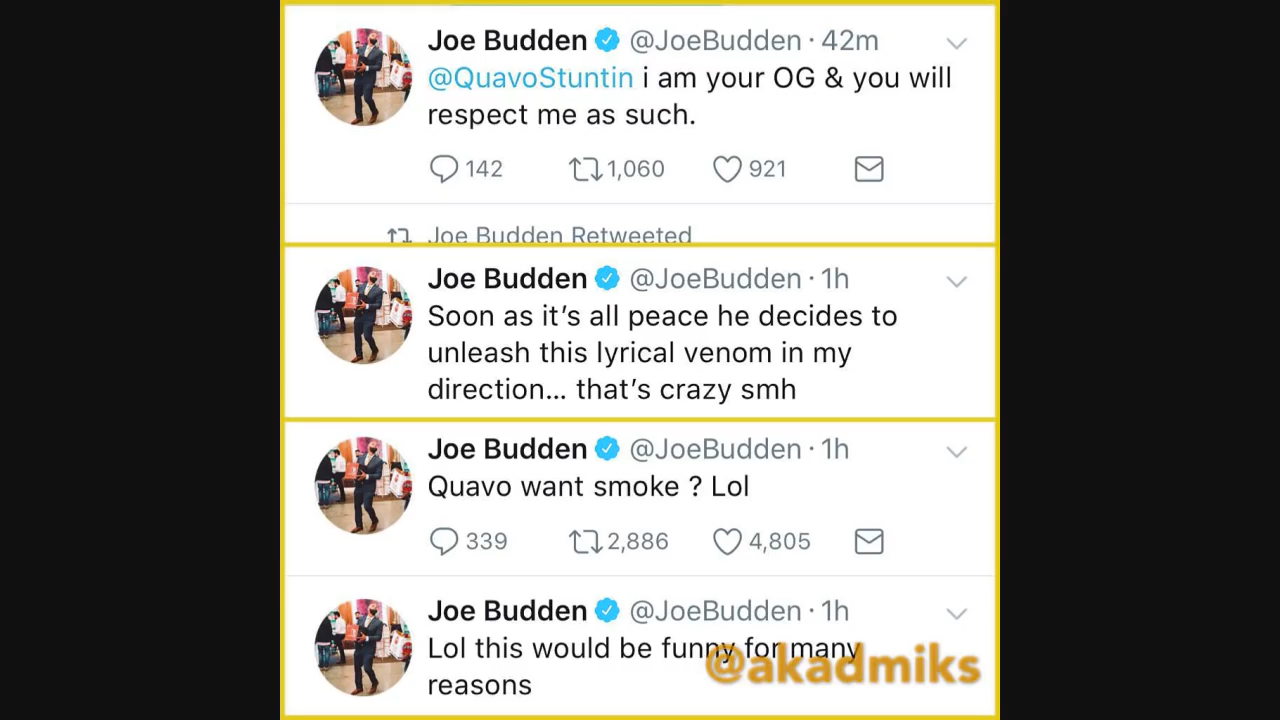 Joe Budden @JoeBudden · 42m
@QuavoStuntin i am your OG & you will
respect me as such.
142 1,060 921
Joe Budden Retweeted
Joe Budden @JoeBudden · 1h
Soon as it’s all peace he decides to
unleash this lyrical venom in my
direction... that’s crazy smh
Joe Budden @JoeBudden · 1h
Quavo want smoke ? Lol
339 2,886 4,805
Joe Budden @JoeBudden · 1h
Lol this would be funny for many
reasons
@akadmiks